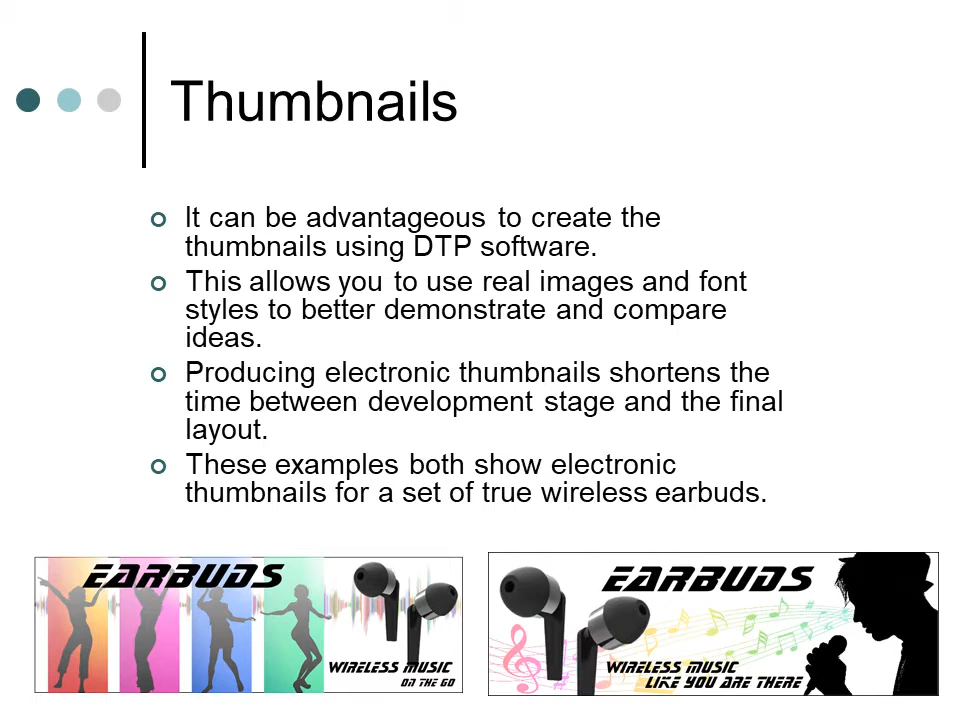 Thumbnails
It can be advantageous to create the
thumbnails using DTP software.
This allows you to use real images and font
styles to better demonstrate and compare
ideas.
Producing electronic thumbnails shortens the
time between development stage and the final
layout.
These examples both show electronic
thumbnails for a set of true wireless earbuds.
EARBUDS
WIRELESS MUSIC
ON THE GO
EARBUDS
WIRELESS MUSIC
LIKE YOU ARE THERE